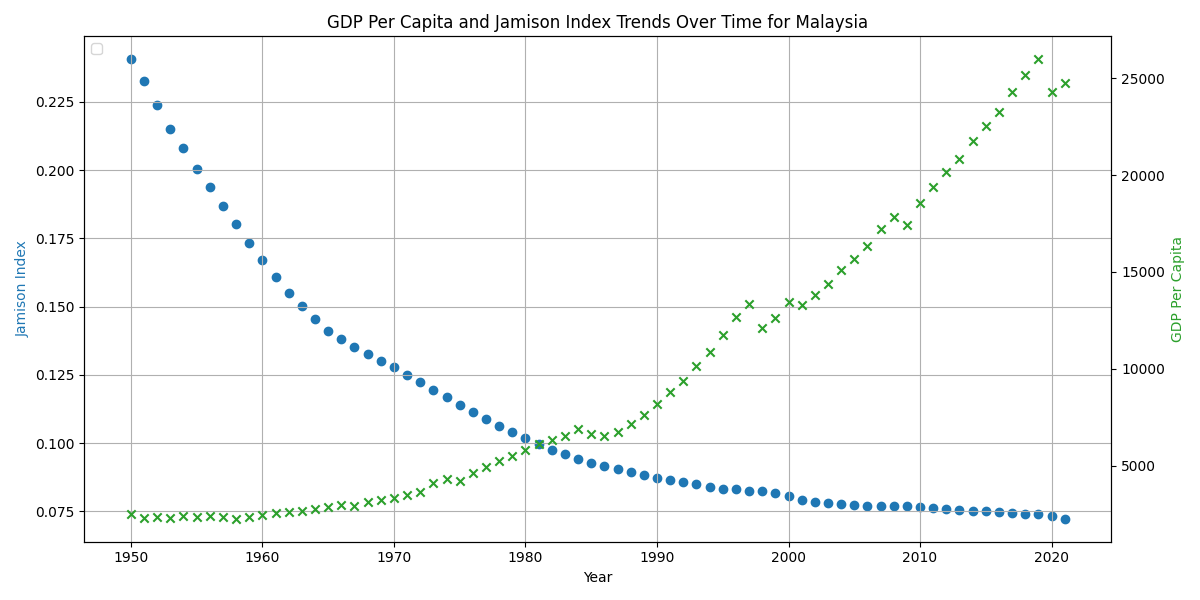 GDP Per Capita and Jamison Index Trends Over Time for Malaysia
Jamison Index
0.225
0.200
0.175
0.150
0.125
0.100
0.075
25000
20000
15000
10000
5000
GDP Per Capita
1950 1960 1970 1980 1990 2000 2010 2020
Year